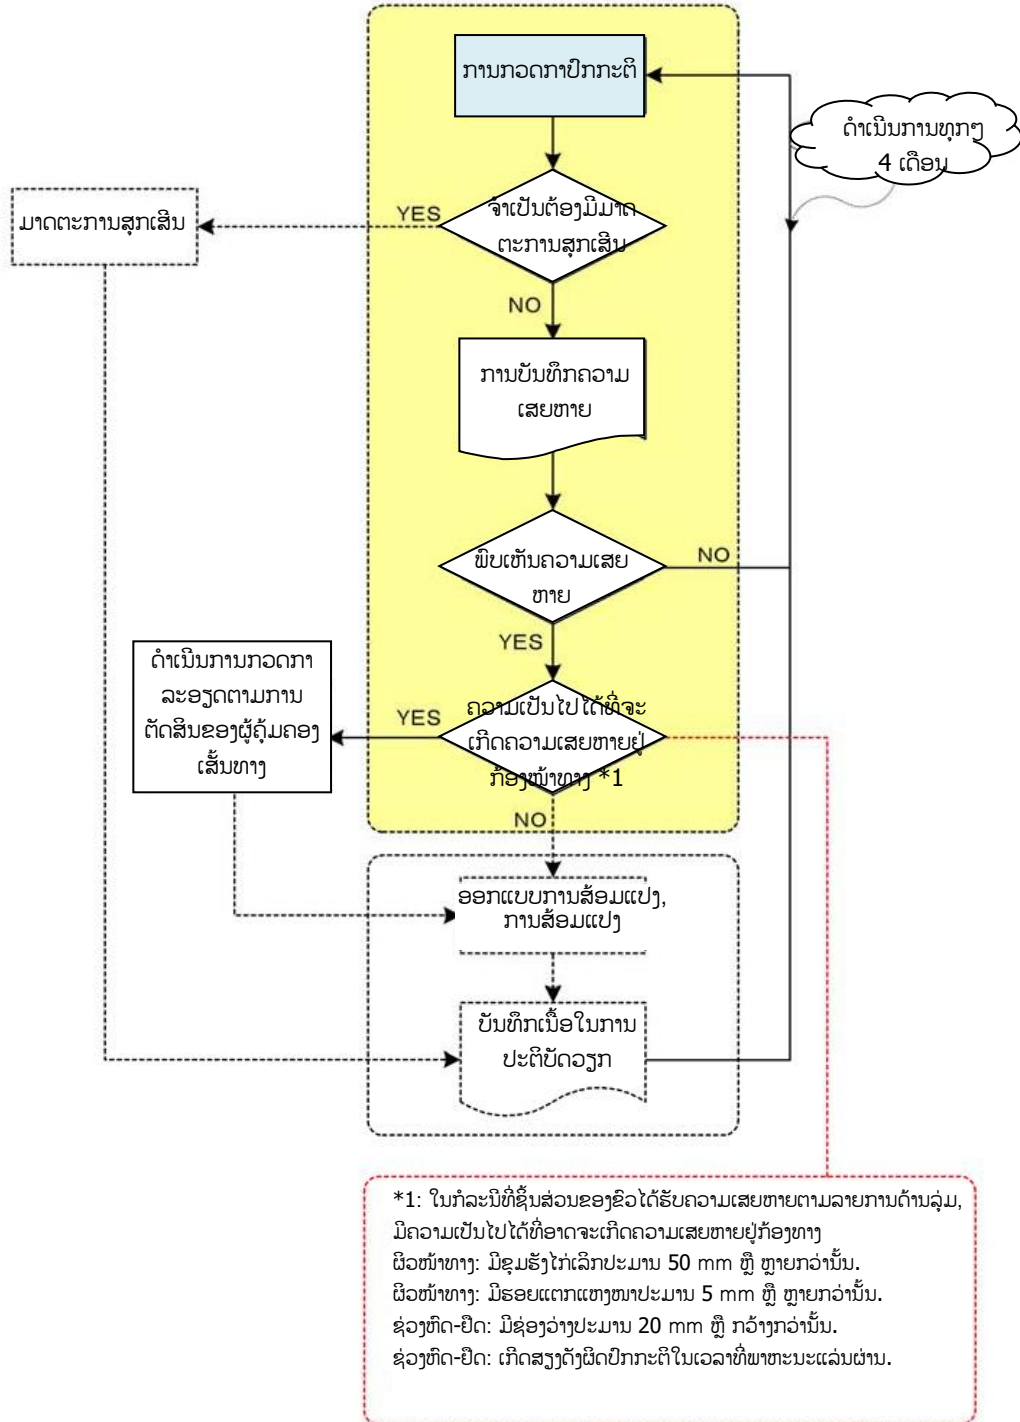 ການກວດກາປົກກະຕິ
ດຳເນີນການທຸກໆ
4 ເດືອນ
ມາດຕະການສຸກເສີນ
YES
ຈຳເປັນຕ້ອງມີມາດ
ຕະການສຸກເສີນ
NO
ການບັນທຶກຄວາມ
ເສຍຫາຍ
ພົບເຫັນຄວາມເສຍ
ຫາຍ
NO
YES
ດຳເນີນການກວດກາ
ລະອຽດຕາມການ
ຕັດສິນຂອງຜູ້ຄຸ້ມຄອງ
ເສັ້ນທາງ
YES
ຄວາມເປັນໄປໄດ້ທີ່ຈະ
ເກີດຄວາມເສຍຫາຍຢູ່
ກ້ອງໜ້າທາງ *1
NO
ອອກແບບການສ້ອມແປງ,
ການສ້ອມແປງ
ບັນທຶກເນື້ອໃນການ
ປະຕິບັດວຽກ
*1: ໃນກໍລະນີທີ່ຊິ້ນສ່ວນຂອງຂົວໄດ້ຮັບຄວາມເສຍຫາຍຕາມລາຍການດ້ານລຸ່ມ,
ມີຄວາມເປັນໄປໄດ້ທີ່ອາດຈະເກີດຄວາມເສຍຫາຍຢູ່ກ້ອງທາງ
ຜິວໜ້າທາງ: ມີຂຸມຮັງໄກ່ເລິກປະມານ 50 mm ຫຼື ຫຼາຍກວ່ານັ້ນ.
ຜິວໜ້າທາງ: ມີຮອຍແຕກແຫງໜາປະມານ 5 mm ຫຼື ຫຼາຍກວ່ານັ້ນ.
ຊ່ວງຫົດ-ຢືດ: ມີຊ່ອງວ່າງປະມານ 20 mm ຫຼື ກວ້າງກວ່ານັ້ນ.
ຊ່ວງຫົດ-ຢືດ: ເກີດສຽງດັງຜິດປົກກະຕິໃນເວລາທີ່ພາຫະນະແລ່ນຜ່ານ.